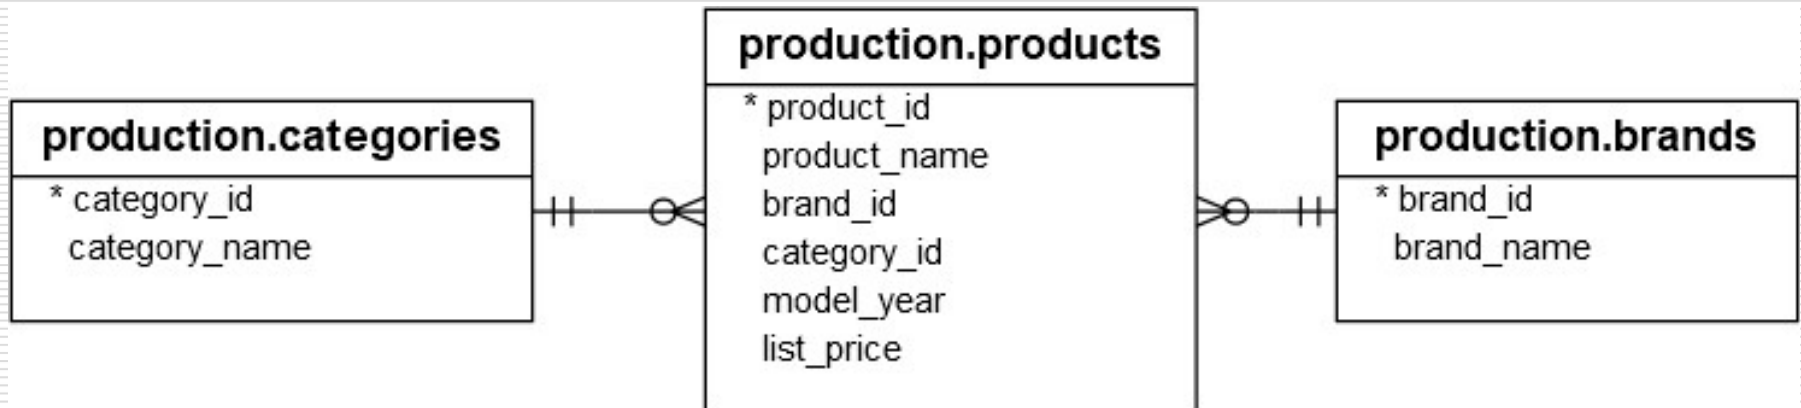 production.categories
* category_id
category_name
production.products
* product_id
product_name
brand_id
category_id
model_year
list_price
production.brands
* brand_id
brand_name